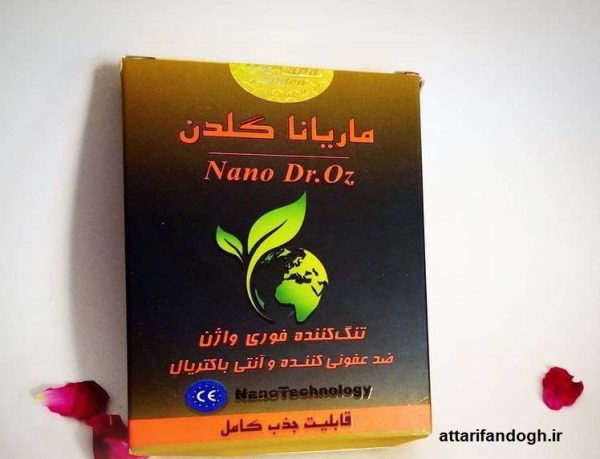 ماریانا گلدن
Nano Dr.Oz
تنگ‌کننده فوری واژن
ضد عفونی کننده و آنتی باکتریال
CE NanoTechnology
قابلیت جذب کامل
attarifandogh.ir